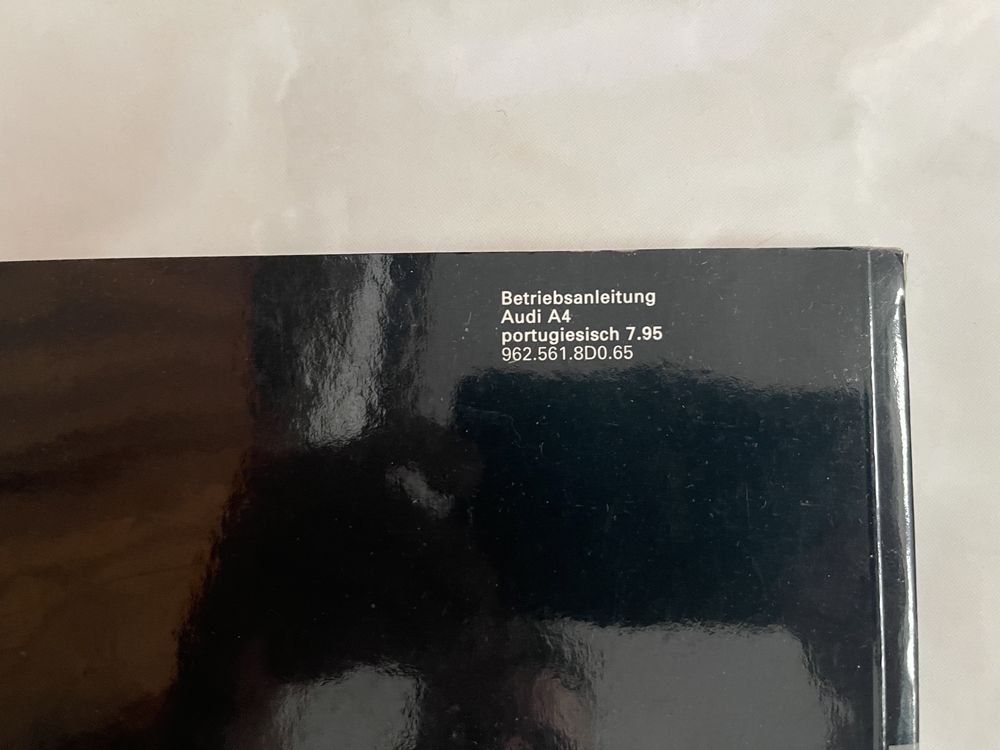 Betriebsanleitung
Audi A4
portugiesisch 7.95
962.561.8D0.65